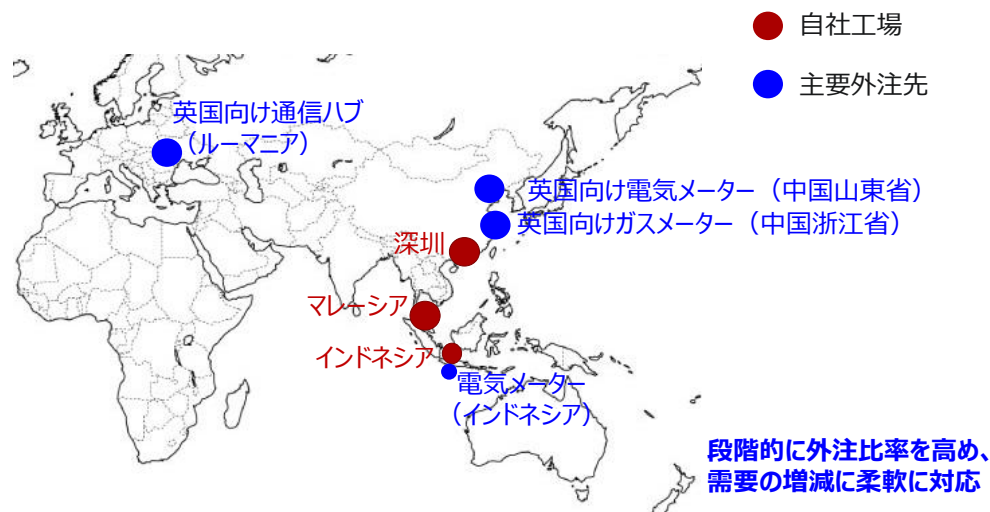 自社工場
主要外注先
英国向け通信ハブ
（ルーマニア）
英国向け電気メーター（中国山東省）
英国向けガスメーター（中国浙江省）
深圳
マレーシア
インドネシア
電気メーター
（インドネシア）
段階的に外注比率を高め、
需要の増減に柔軟に対応